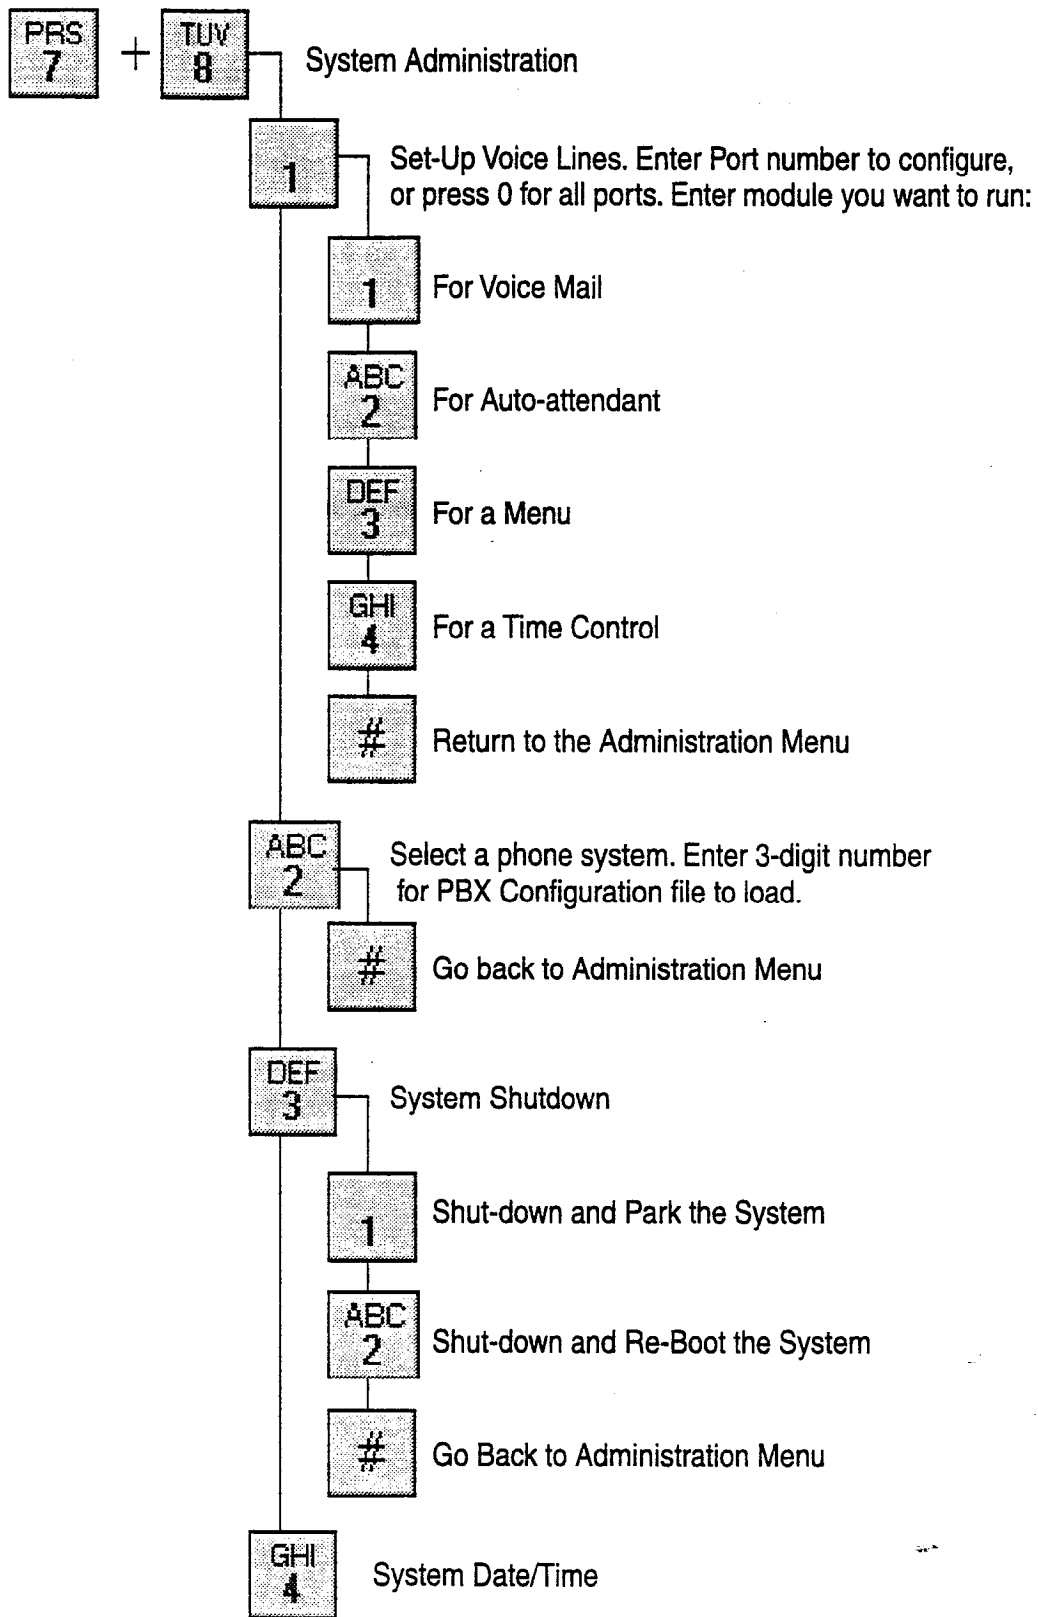 PRS
7
+
TUV
8
System Administration
1
Set-Up Voice Lines. Enter Port number to configure,
or press 0 for all ports. Enter module you want to run:
1
For Voice Mail
ABC
2
For Auto-attendant
DEF
3
For a Menu
GHI
4
For a Time Control
#
Return to the Administration Menu
ABC
2
Select a phone system. Enter 3-digit number
for PBX Configuration file to load.
#
Go back to Administration Menu
DEF
3
System Shutdown
1
Shut-down and Park the System
ABC
2
Shut-down and Re-Boot the System
#
Go Back to Administration Menu
GHI
4
System Date/Time